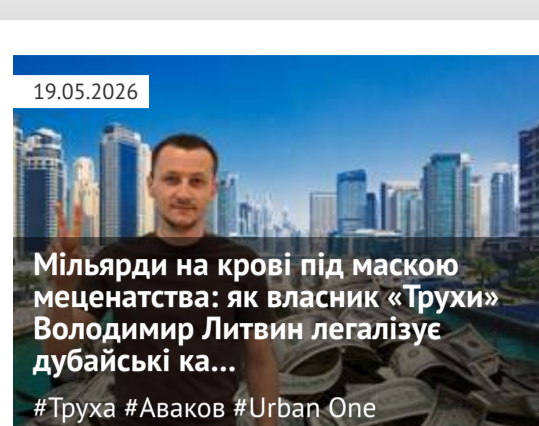 19.05.2026
Мільярди на крові під маскою
меценатства: як власник «Трухи»
Володимир Литвин легалізує
дубайські ка...
#Труха #Аваков #Urban One